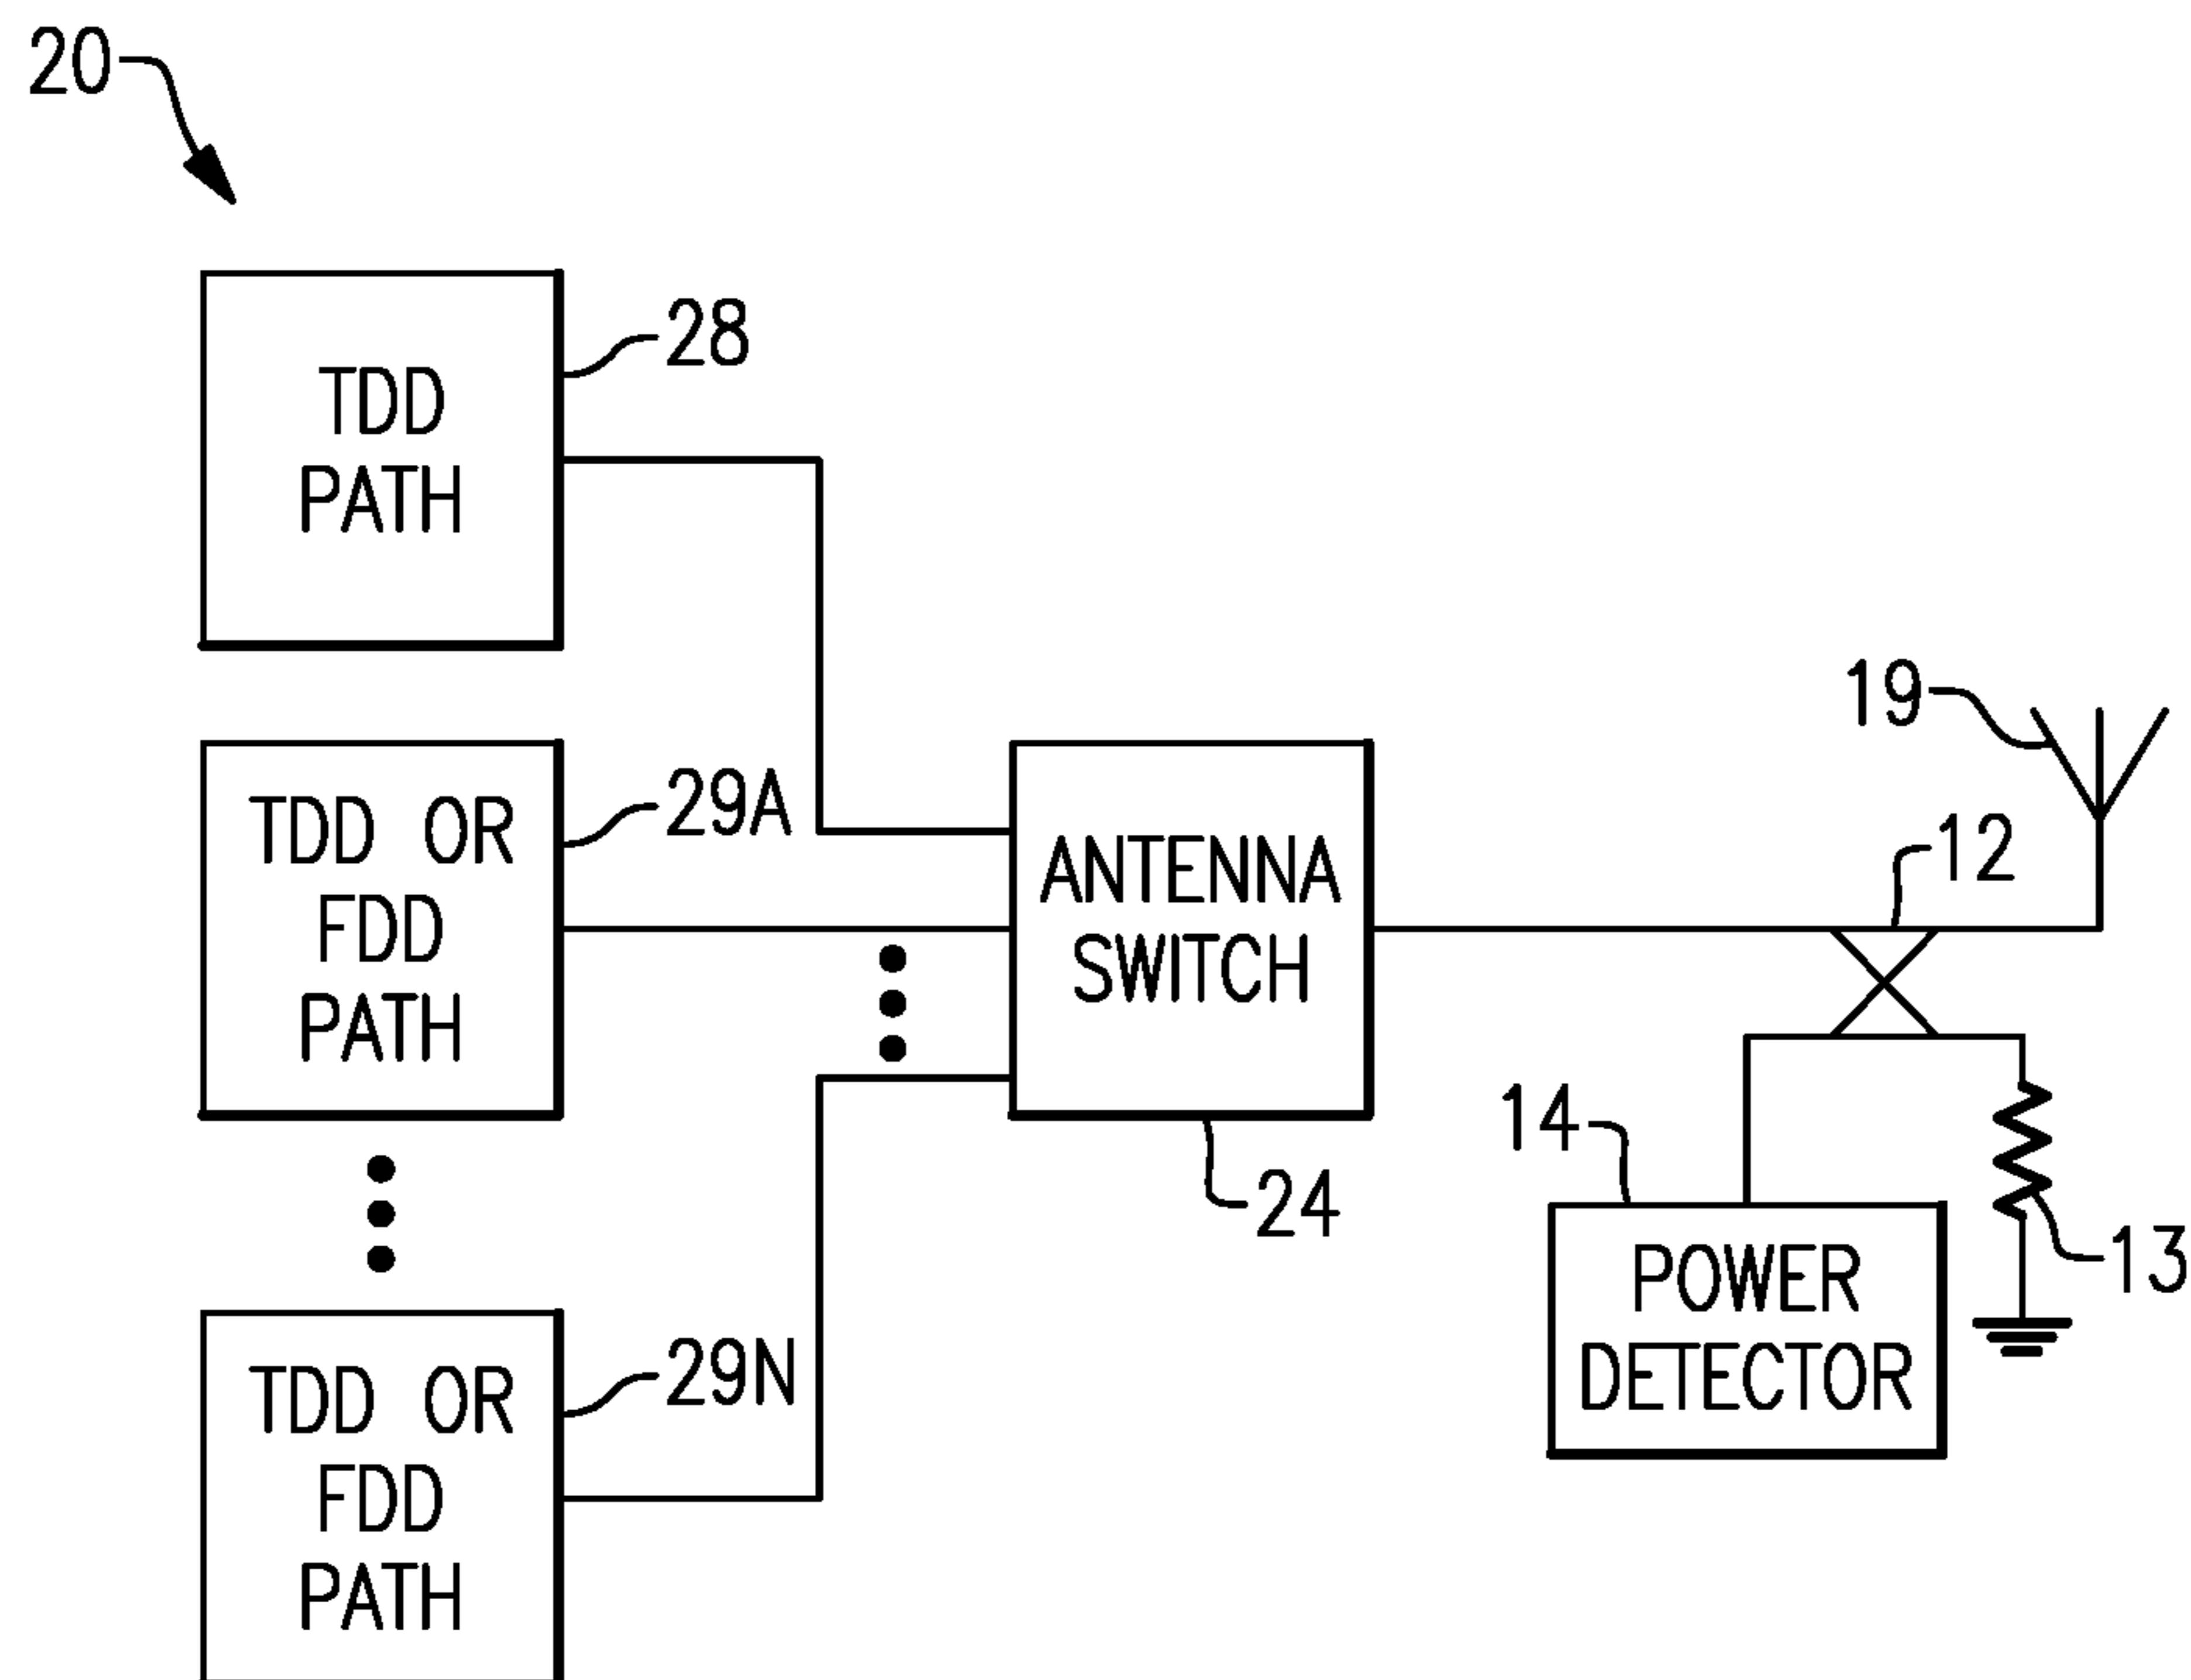 20
TDD
PATH
28
TDD OR
FDD
PATH
29A
TDD OR
FDD
PATH
29N
ANTENNA
SWITCH
24
19
12
14
POWER
DETECTOR
13